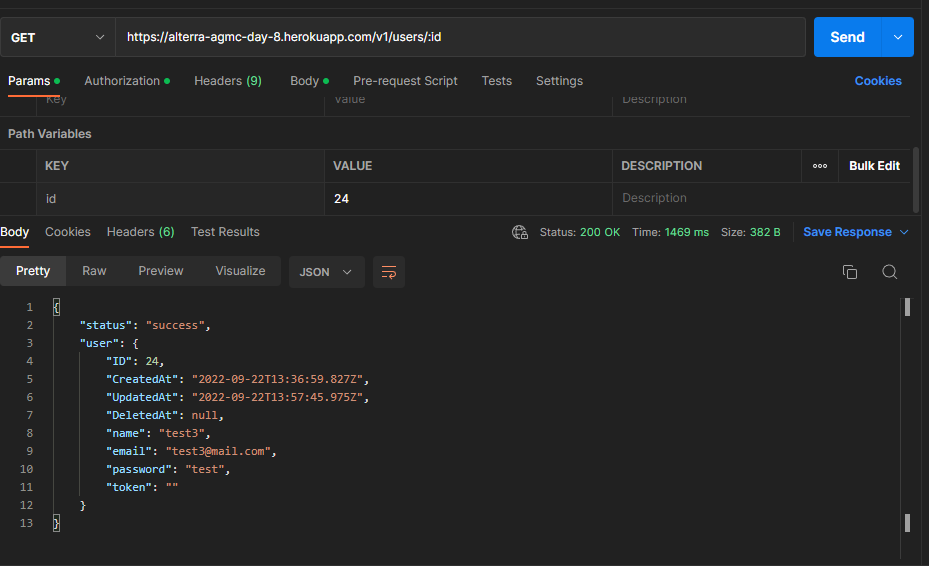 GET https://alterra-agmc-day-8.herokuapp.com/v1/users/:id Send
Params Authorization Headers (9) Body Pre-request Script Tests Settings Cookies
Key Value Description
Path Variables
KEY VALUE DESCRIPTION ooo Bulk Edit
id 24 Description
Body Cookies Headers (6) Test Results Status: 200 OK Time: 1469 ms Size: 382 B Save Response
Pretty Raw Preview Visualize JSON
1 {
2 "status": "success",
3 "user": {
4 "ID": 24,
5 "CreatedAt": "2022-09-22T13:36:59.827Z",
6 "UpdatedAt": "2022-09-22T13:57:45.975Z",
7 "DeletedAt": null,
8 "name": "test3",
9 "email": "test3@mail.com",
10 "password": "test",
11 "token": ""
12 }
13 }